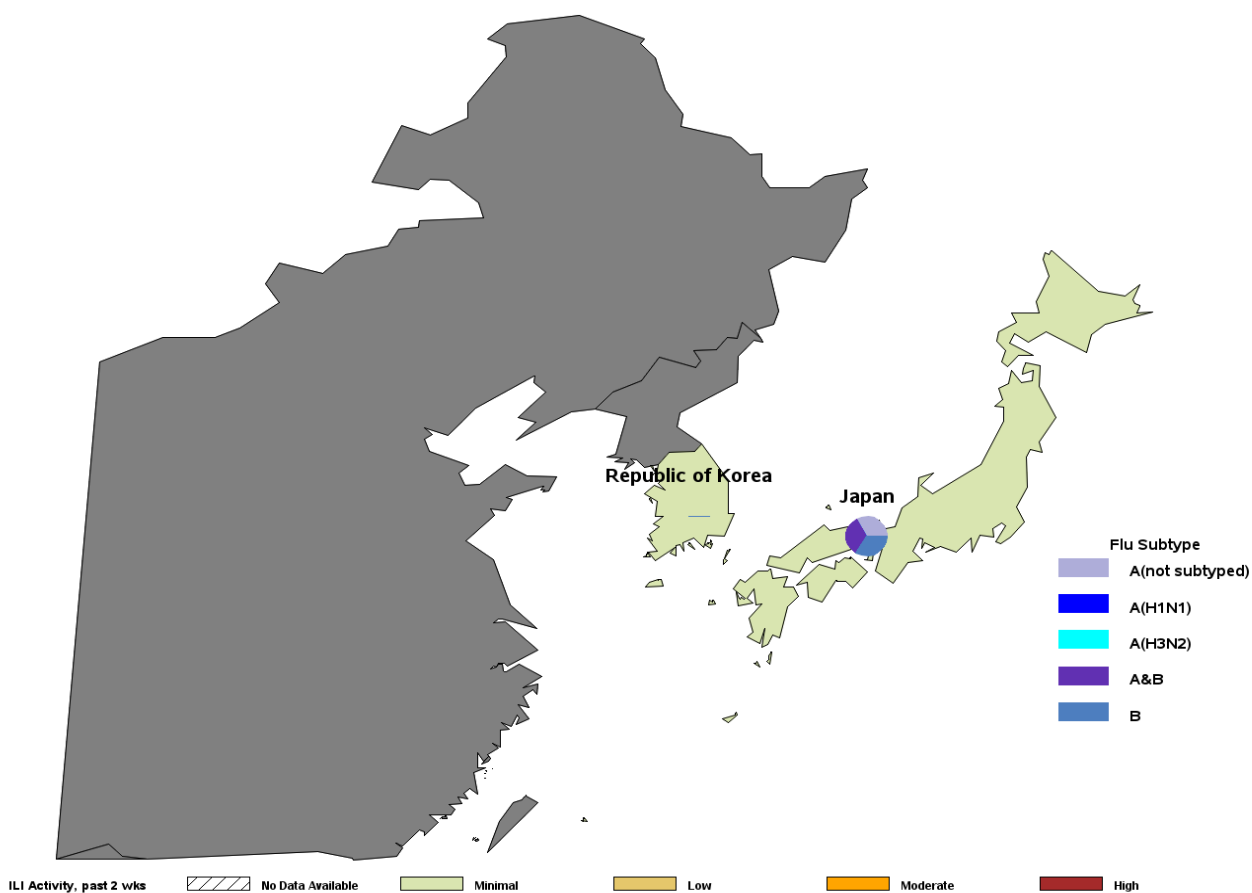 Republic of Korea
Japan
Flu Subtype
A(not subtyped)
A(H1N1)
A(H3N2)
A&B
B
ILI Activity, past 2 wks No Data Available Minimal Low Moderate High